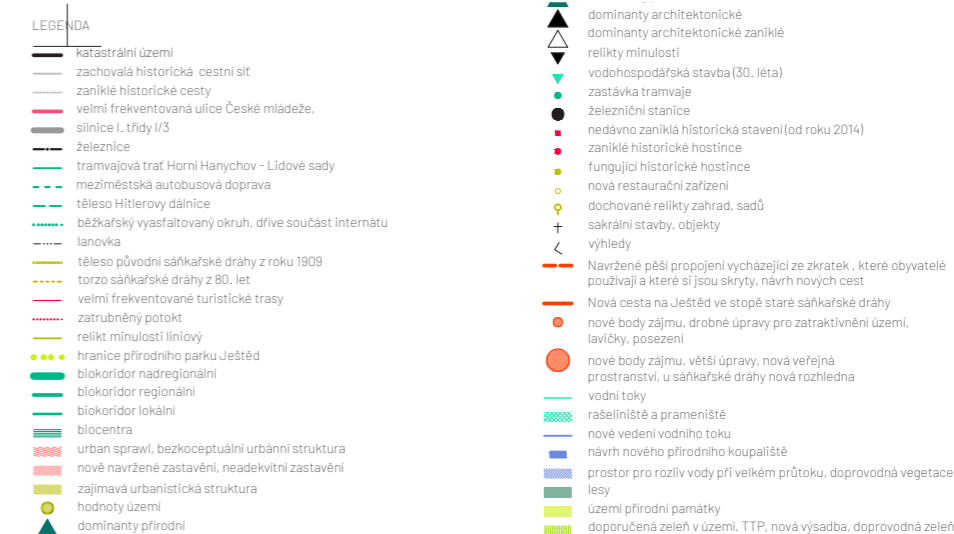 LEGENDA
katastrální území
zachovalá historická cestní síť
zaniklé historické cesty
velmi frekventovaná ulice České mládeže,
silnice I. třídy I/3
železnice
tramvajová trať Horní Hanychov - Lidové sady
meziměstská autobusová doprava
těleso Hitlerovy dálnice
běžkařský vyasfaltovaný okruh, dříve součást internátu
lanovka
těleso původní sáňkařské dráhy z roku 1909
torzo sáňkařské dráhy z 80. let
velmi frekventované turistické trasy
zatrubněný potokt
relikt minulosti liniový
hranice přírodního parku Ještěd
biokoridor nadregionální
biokoridor regionální
biokoridor lokální
biocentra
urban sprawl, bezkoceptuální urbánní struktura
nově navržené zastavění, neadekvítní zastavění
zajímavá urbanistická struktura
hodnoty území
dominanty přírodní
dominanty architektonické
dominanty architektonické zaniklé
relikty minulosti
vodohospodářská stavba (30. léta)
zastávka tramvaje
železniční stanice
nedávno zaniklá historická stavení (od roku 2014)
zaniklé historické hostince
fungující historické hostince
nová restaurační zařízení
dochované relikty zahrad, sadů
sakrální stavby, objekty
výhledy
Navržené pěší propojení vycházející ze zkratek , které obyvatelé
používají a které si jsou skryty, návrh nových cest
Nová cesta na Ještěd ve stopě staré sáňkařské dráhy
nové body zájmu, drobné úpravy pro zatraktivnění území,
lavičky, posezení
nové body zájmu, větší úpravy, nová veřejná
prostranství, u sáňkařské dráhy nová rozhledna
vodní toky
rašeliniště a prameniště
nové vedení vodního toku
návrh nového přírodního koupaliště
prostor pro rozliv vody při velkém průtoku, doprovodná vegetace
lesy
území přírodní památky
doporučená zeleň v území, TTP, nová výsadba, doprovodná zeleň